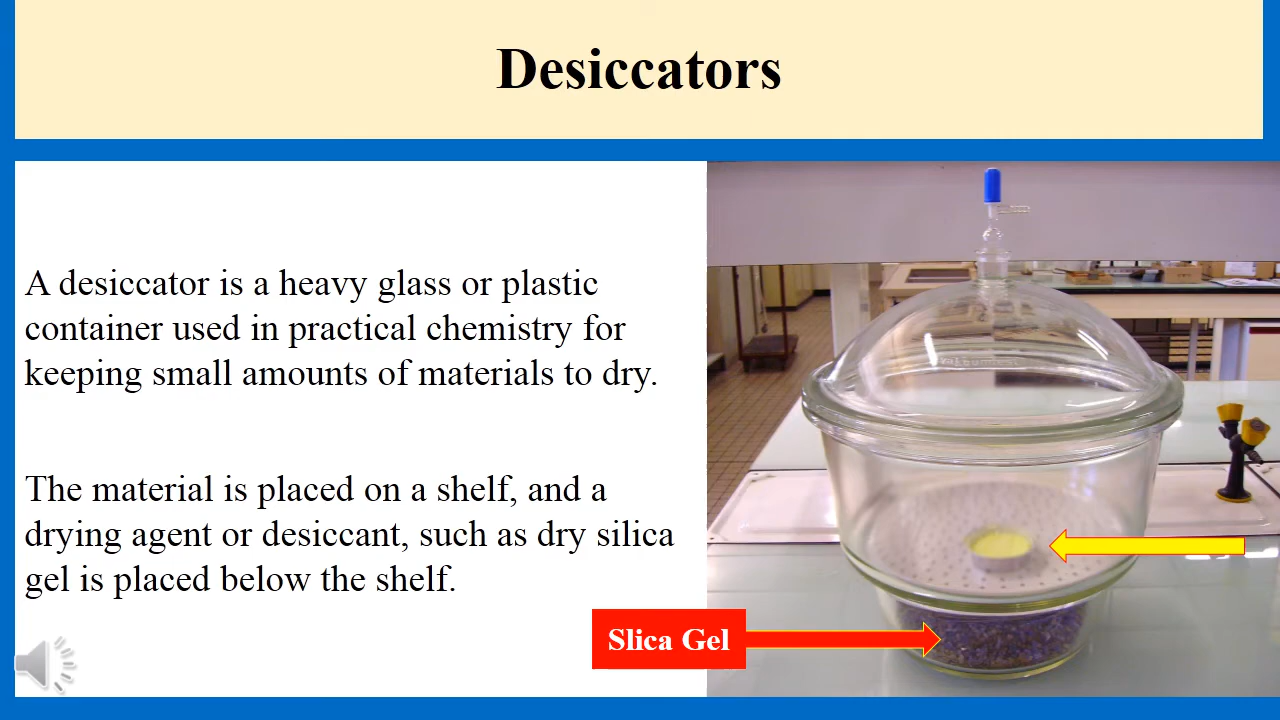 Desiccators
A desiccator is a heavy glass or plastic
container used in practical chemistry for
keeping small amounts of materials to dry.
The material is placed on a shelf, and a
drying agent or desiccant, such as dry silica
gel is placed below the shelf.
Slica Gel